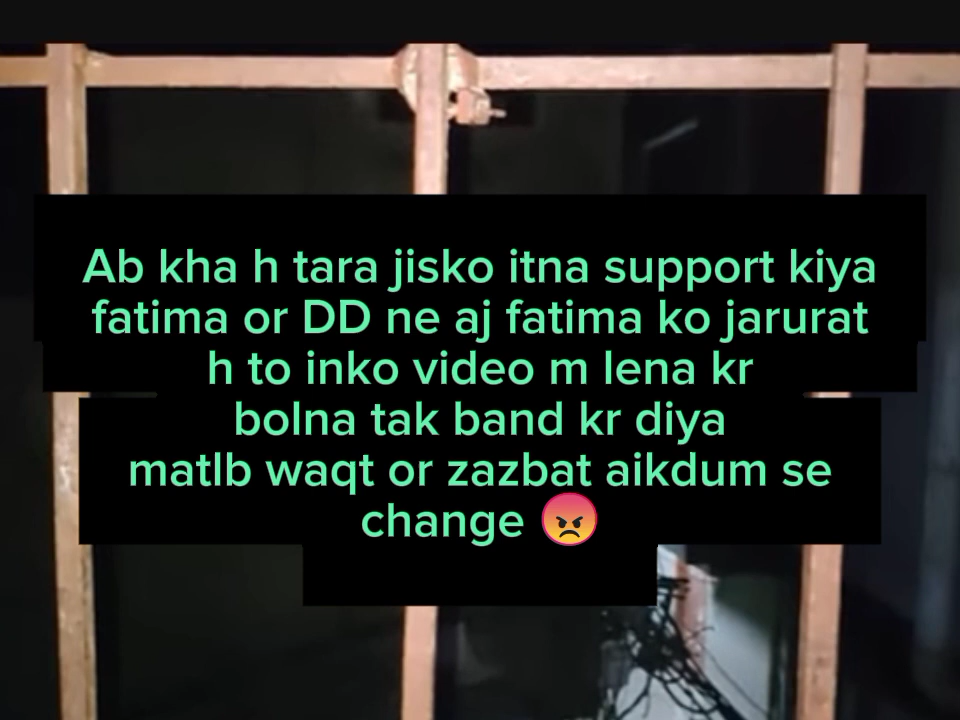 Ab kha h tara jisko itna support kiya
fatima or DD ne aj fatima ko jarurat
h to inko video m lena kr
bolna tak band kr diya
matlb waqt or zazbat aikdum se
change 😡